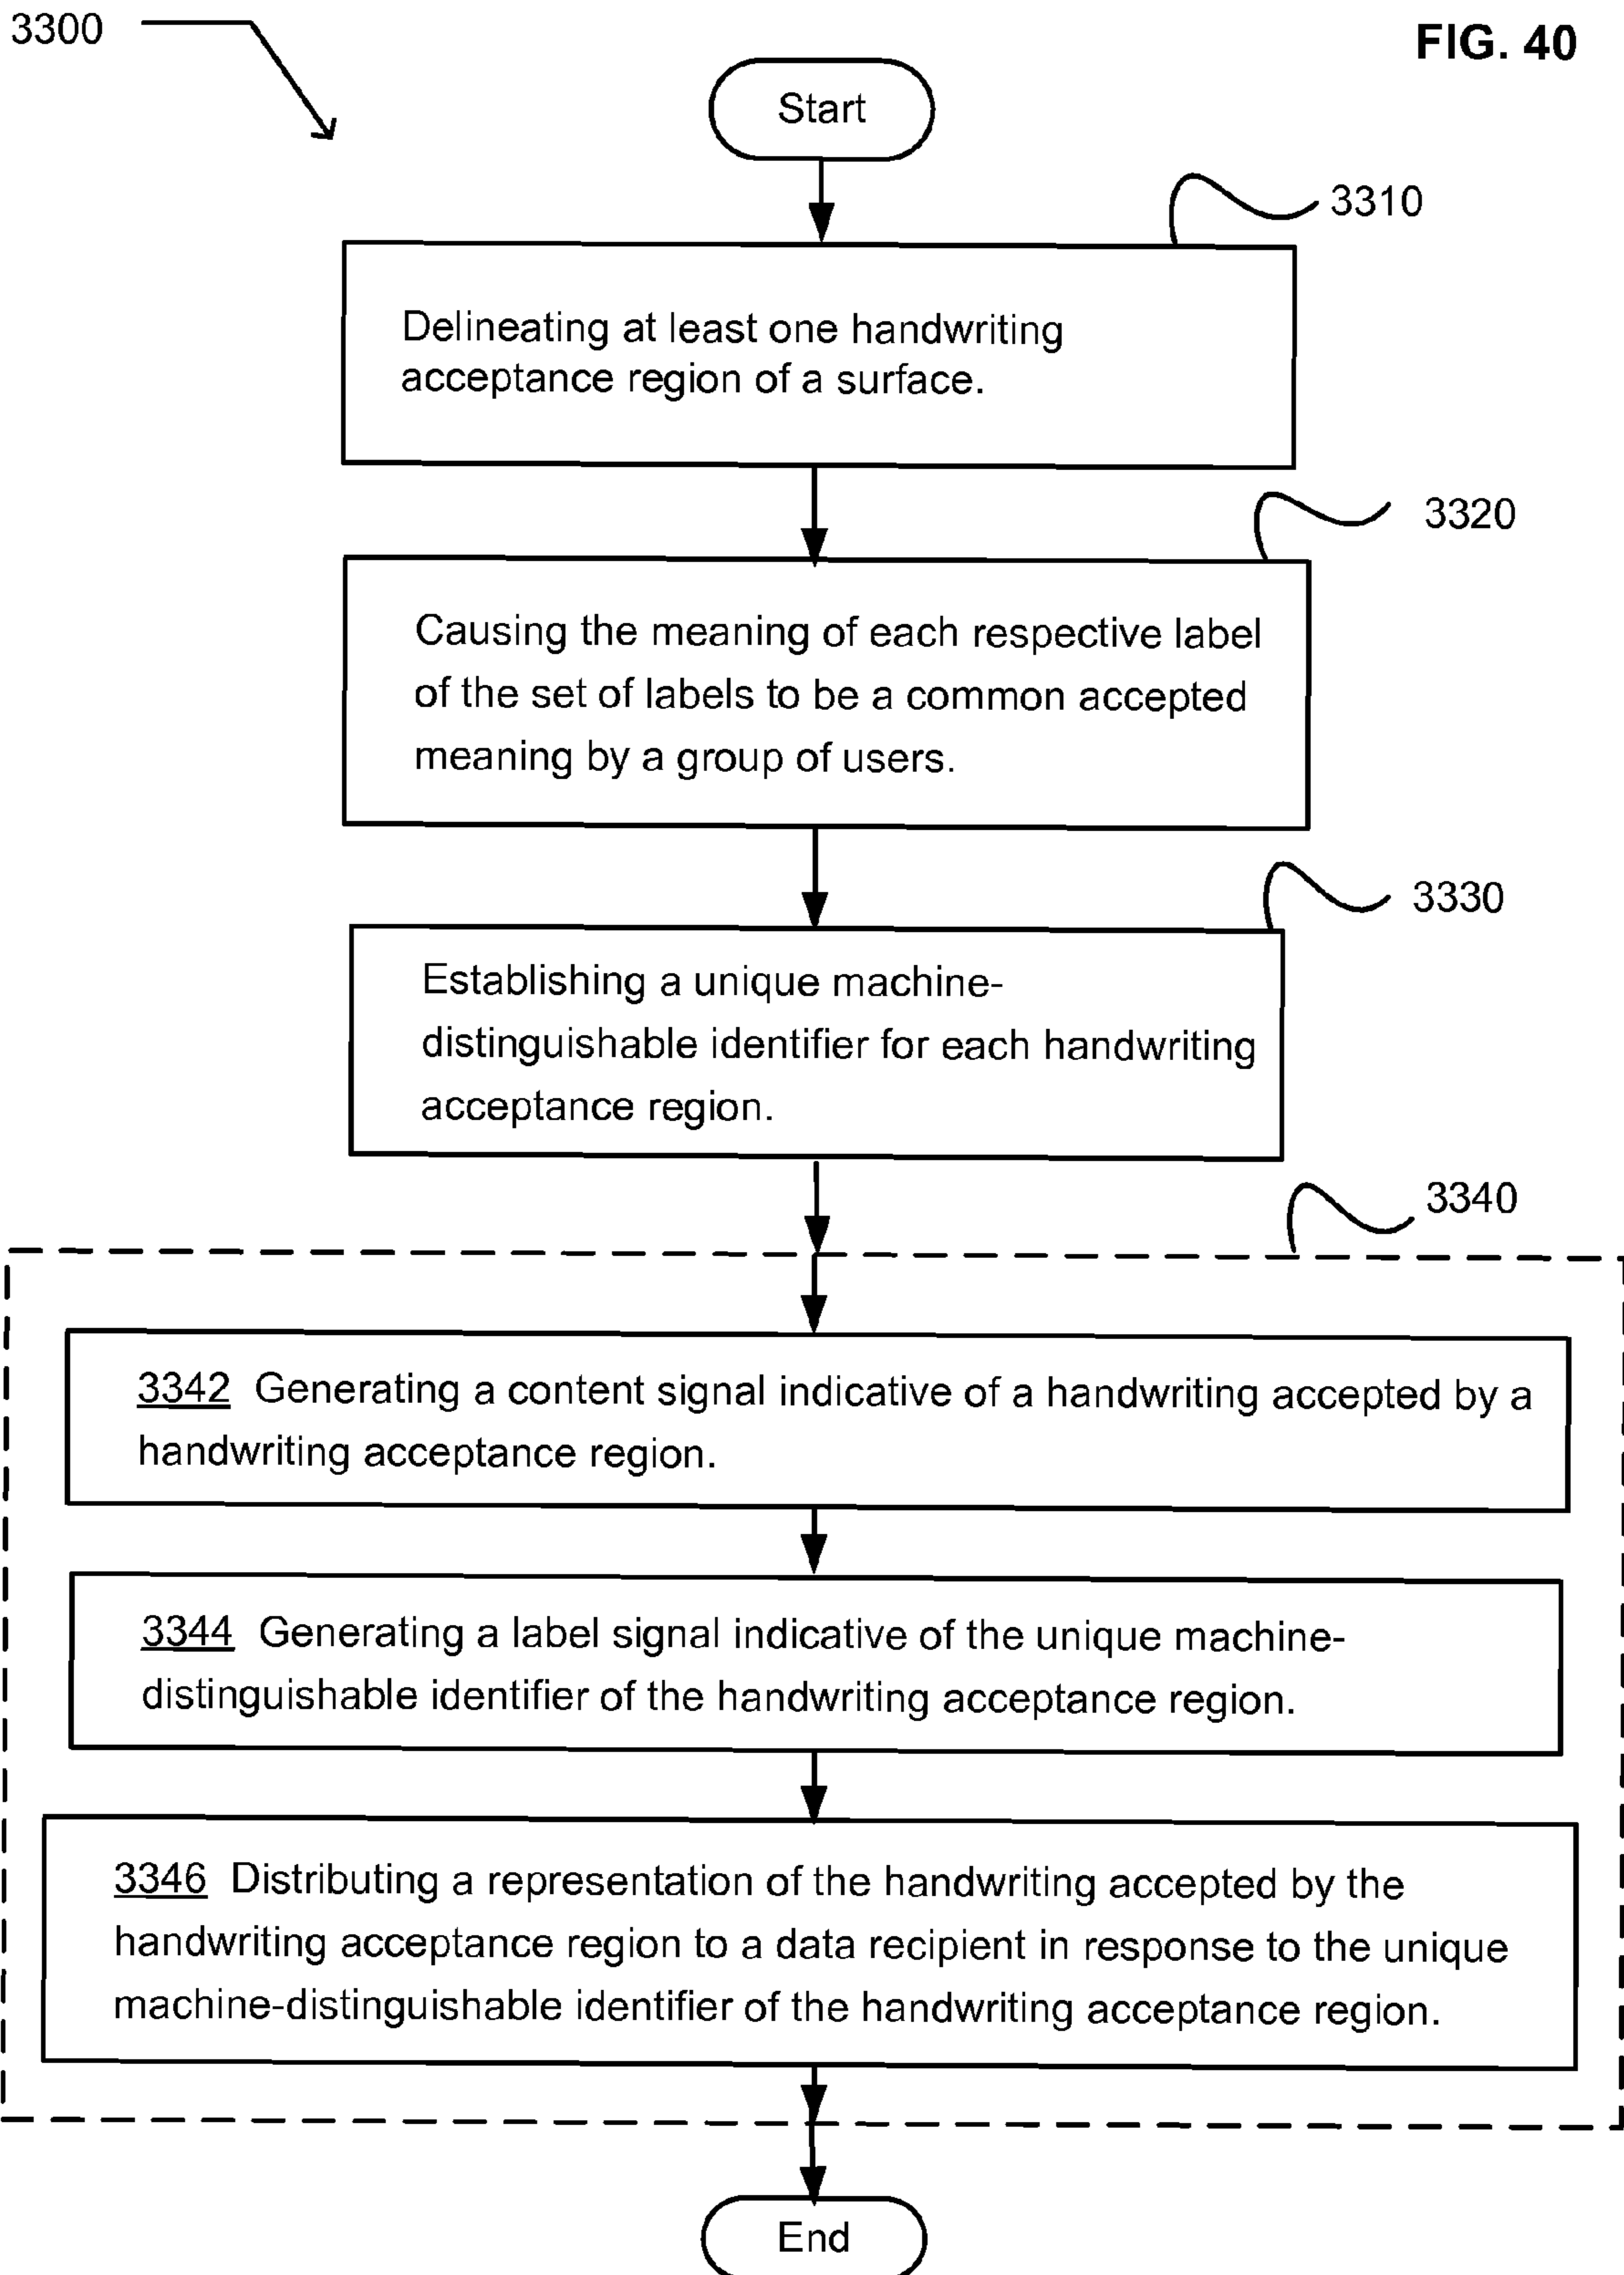 3300
FIG. 40
Start
3310
Delineating at least one handwriting
acceptance region of a surface.
3320
Causing the meaning of each respective label
of the set of labels to be a common accepted
meaning by a group of users.
3330
Establishing a unique machine-
distinguishable identifier for each handwriting
acceptance region.
3340
3342 Generating a content signal indicative of a handwriting accepted by a
handwriting acceptance region.
3344 Generating a label signal indicative of the unique machine-
distinguishable identifier of the handwriting acceptance region.
3346 Distributing a representation of the handwriting accepted by the
handwriting acceptance region to a data recipient in response to the unique
machine-distinguishable identifier of the handwriting acceptance region.
End